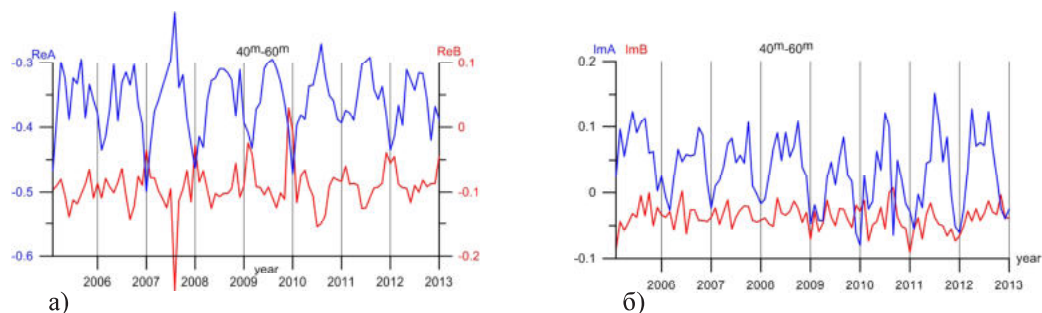 ReA 40m-60m ReB
-0.3 0.1
-0.4 0
-0.5 -0.1
-0.6 -0.2
2006 2007 2008 2009 2010 2011 2012 2013
year
а)
ImA ImB 40m-60m
0.2
0.1
0
-0.1
2006 2007 2008 2009 2010 2011 2012 2013
year
б)